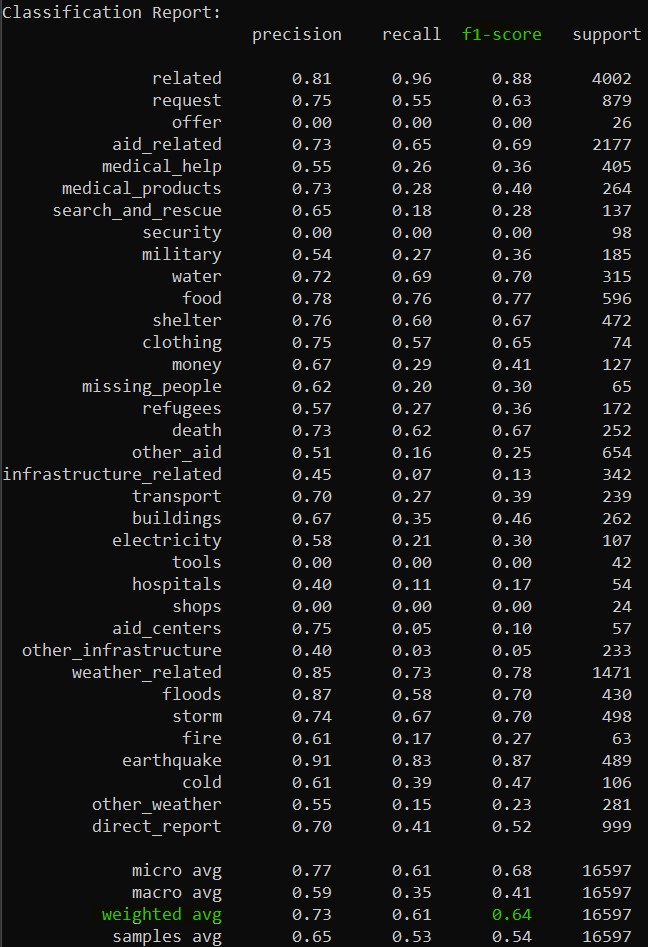 Classification Report:
precision recall f1-score support
related 0.81 0.96 0.88 4002
request 0.75 0.55 0.63 879
offer 0.00 0.00 0.00 26
aid_related 0.73 0.65 0.69 2177
medical_help 0.55 0.26 0.36 405
medical_products 0.73 0.28 0.40 264
search_and_rescue 0.65 0.18 0.28 137
security 0.00 0.00 0.00 98
military 0.54 0.27 0.36 185
water 0.72 0.69 0.70 315
food 0.78 0.76 0.77 596
shelter 0.76 0.60 0.67 472
clothing 0.75 0.57 0.65 74
money 0.67 0.29 0.41 127
missing_people 0.62 0.20 0.30 65
refugees 0.57 0.27 0.36 172
death 0.73 0.62 0.67 252
other_aid 0.51 0.16 0.25 654
infrastructure_related 0.45 0.07 0.13 342
transport 0.70 0.27 0.39 239
buildings 0.67 0.35 0.46 262
electricity 0.58 0.21 0.30 107
tools 0.00 0.00 0.00 42
hospitals 0.40 0.11 0.17 54
shops 0.00 0.00 0.00 24
aid_centers 0.75 0.05 0.10 57
other_infrastructure 0.40 0.03 0.05 233
weather_related 0.85 0.73 0.78 1471
floods 0.87 0.58 0.70 430
storm 0.74 0.67 0.70 498
fire 0.61 0.17 0.27 63
earthquake 0.91 0.83 0.87 489
cold 0.61 0.39 0.47 106
other_weather 0.55 0.15 0.23 281
direct_report 0.70 0.41 0.52 999
micro avg 0.77 0.61 0.68 16597
macro avg 0.59 0.35 0.41 16597
weighted avg 0.73 0.61 0.64 16597
samples avg 0.65 0.53 0.54 16597